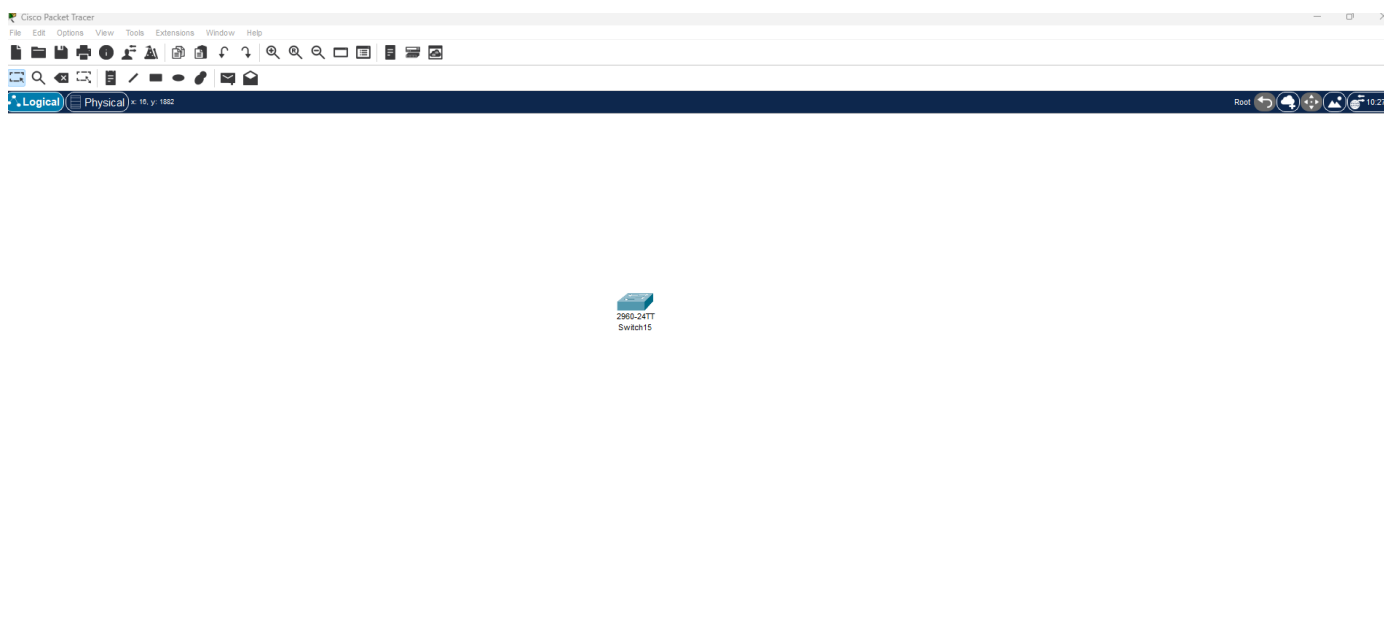 Cisco Packet Tracer
File Edit Options View Tools Extensions Window Help
Logical Physical x: 16, y: 1882 Root 10:27
2960-24TT
Switch15